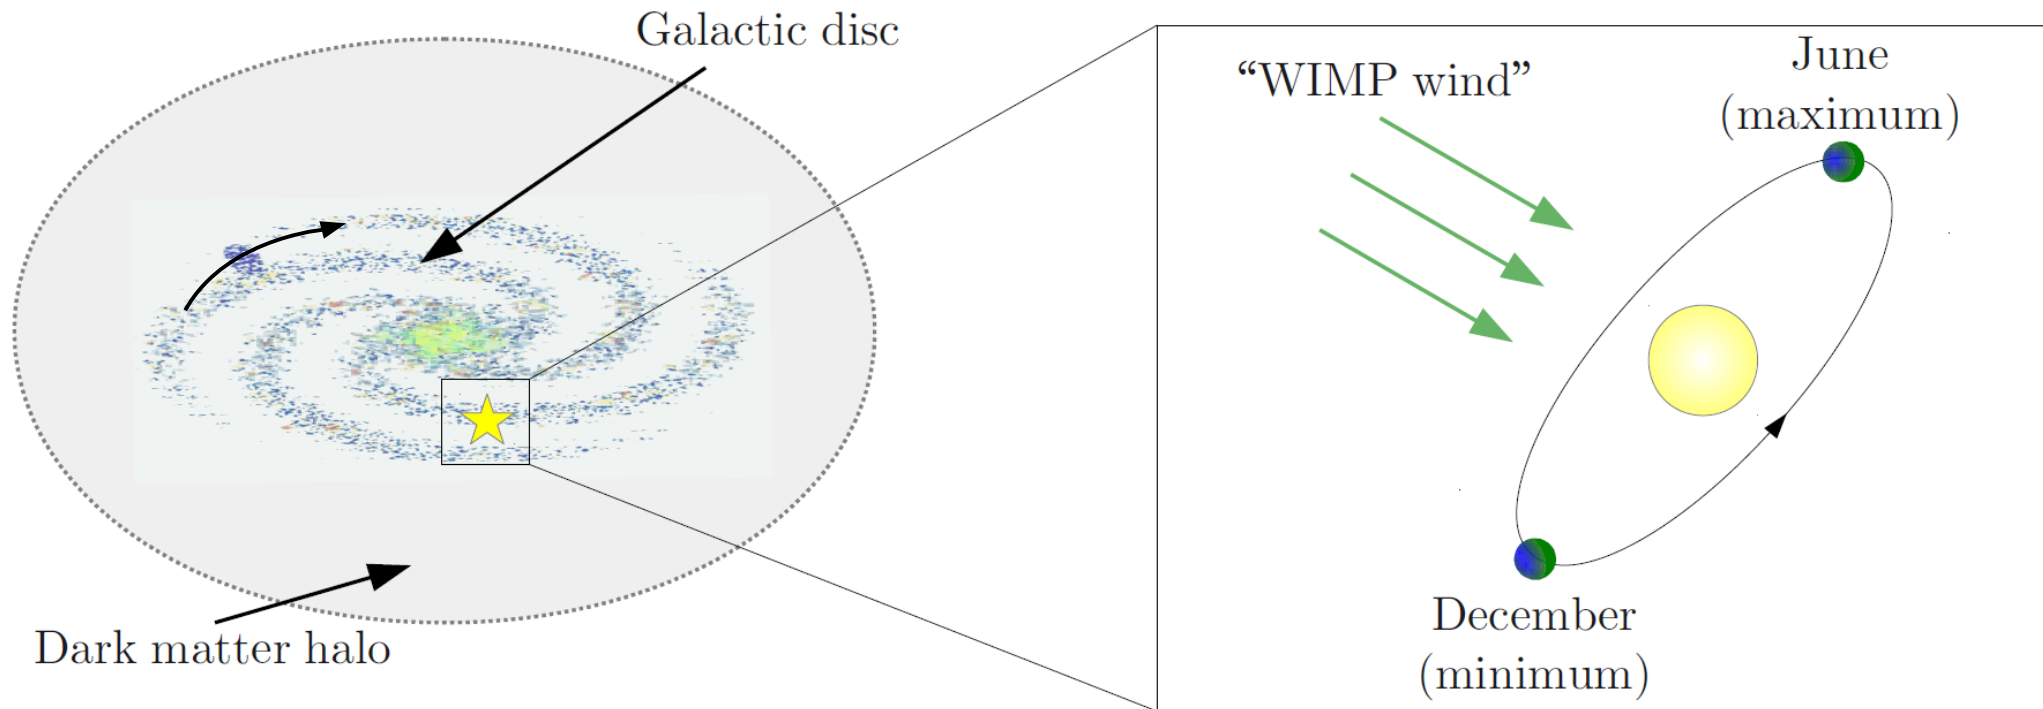 Galactic disc
Dark matter halo
“WIMP wind”
June
(maximum)
December
(minimum)